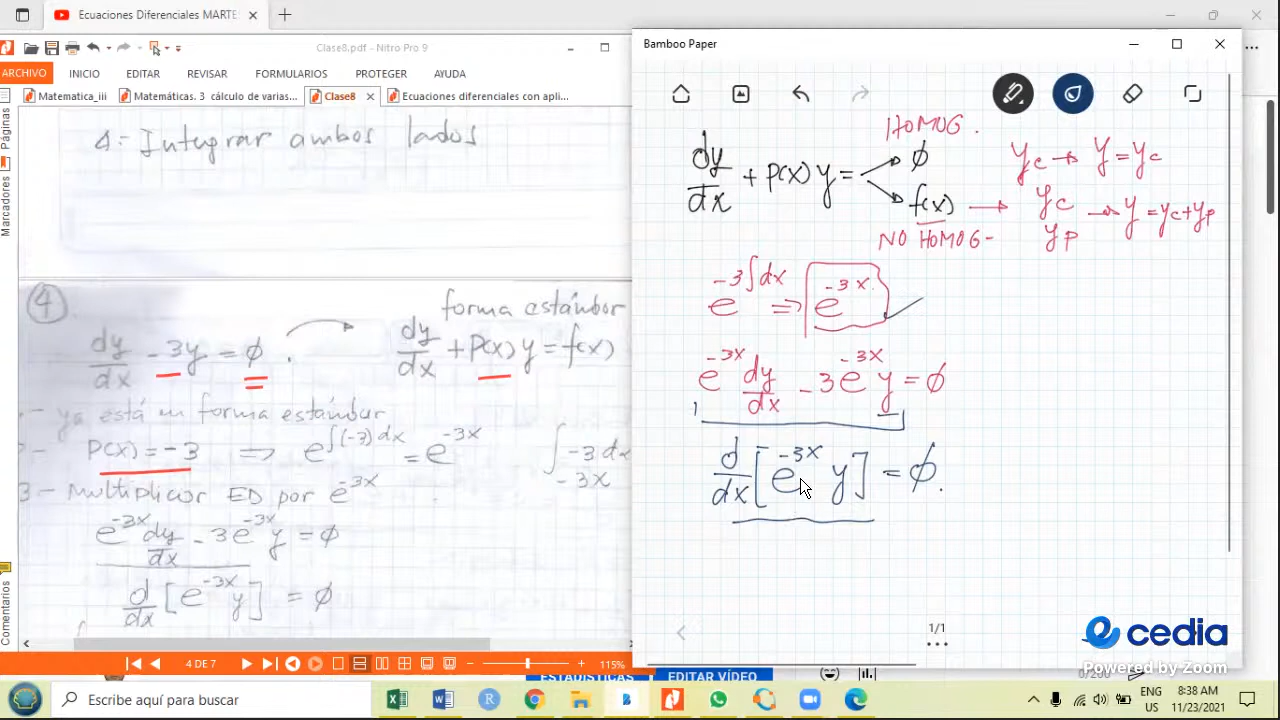 Ecuaciones Diferenciales MARTE
Clase8.pdf - Nitro Pro 9
ARCHIVO INICIO EDITAR REVISAR FORMULARIOS PROTEGER AYUDA
Matematica_iii
Matemáticas. 3 cálculo de varias...
Clase8
Ecuaciones diferenciales con apli...
Páginas
Marcadores
Comentarios
4.- Integrar ambos lados
④
forma estándar
dy/dx - 3y = ϕ . dy/dx + P(x) y = f(x)
.- ya está en forma estándar
P(x) = -3 ⟹ e^∫(-3)dx = e^-3x ∫-3dx
-3x
3.- Multiplicar ED por e^-3x
e^-3x dy/dx - 3e^-3x y = ϕ
d/dx [e^-3x y] = ϕ
4 DE 7
115%
Bamboo Paper
HOMOG.
dy/dx + P(x) y = ϕ
yc → y = yc
f(x) → yc yp → y = yc + yp
NO HOMOG-
e^-3∫dx ⟹ e^-3x.
e^-3x dy/dx - 3e^-3x y = ϕ
d/dx [e^-3x y] = ϕ.
1/1
cedia
Powered by Zoom
ESTADÍSTICAS
EDITAR VÍDEO
0/200
Escribe aquí para buscar
ENG
US
8:38 AM
11/23/2021